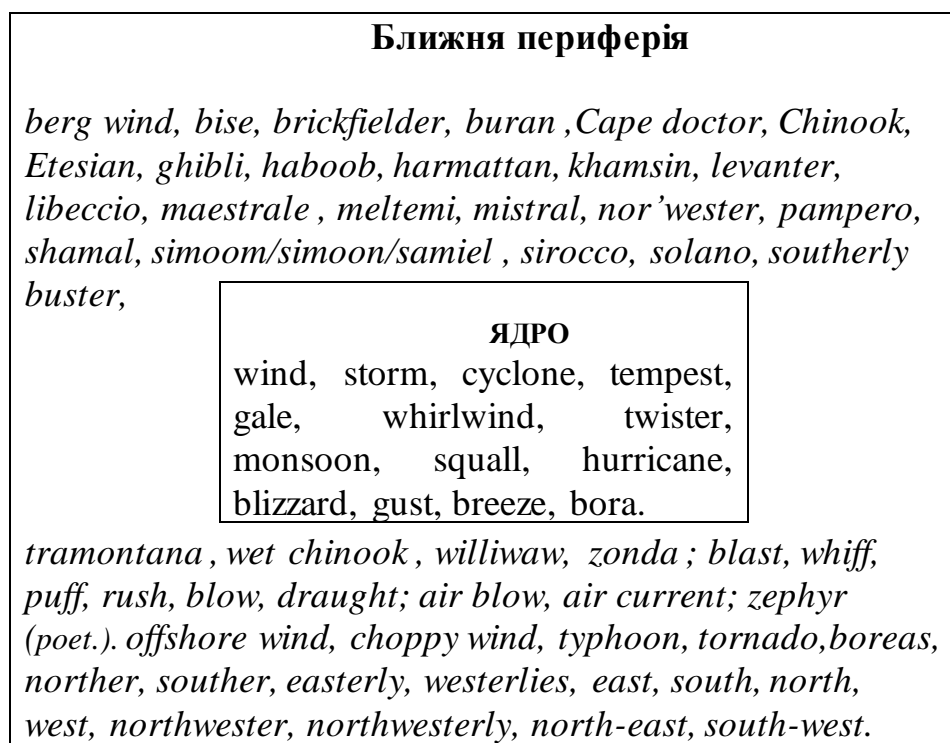 Ближня периферія
berg wind, bise, brickfielder, buran ,Cape doctor, Chinook,
Etesian, ghibli, haboob, harmattan, khamsin, levanter,
libeccio, maestrale , meltemi, mistral, nor’wester, pampero,
shamal, simoom/simoon/samiel , sirocco, solano, southerly
buster,
ЯДРО
wind, storm, cyclone, tempest,
gale, whirlwind, twister,
monsoon, squall, hurricane,
blizzard, gust, breeze, bora.
tramontana , wet chinook , williwaw, zonda ; blast, whiff,
puff, rush, blow, draught; air blow, air current; zephyr
(poet.). offshore wind, choppy wind, typhoon, tornado,boreas,
norther, souther, easterly, westerlies, east, south, north,
west, northwester, northwesterly, north-east, south-west.